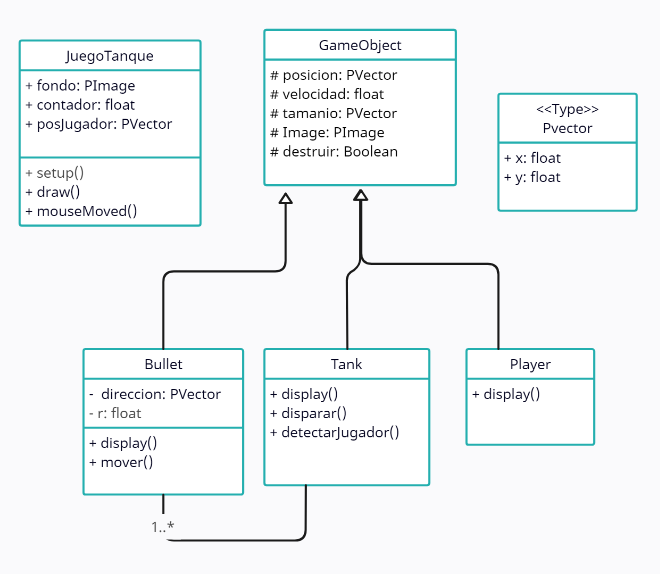 JuegoTanque
+ fondo: PImage
+ contador: float
+ posJugador: PVector
+ setup()
+ draw()
+ mouseMoved()
GameObject
# posicion: PVector
# velocidad: float
# tamanio: PVector
# Image: PImage
# destruir: Boolean
<<Type>>
Pvector
+ x: float
+ y: float
Bullet
- direccion: PVector
- r: float
+ display()
+ mover()
Tank
+ display()
+ disparar()
+ detectarJugador()
Player
+ display()
1..*